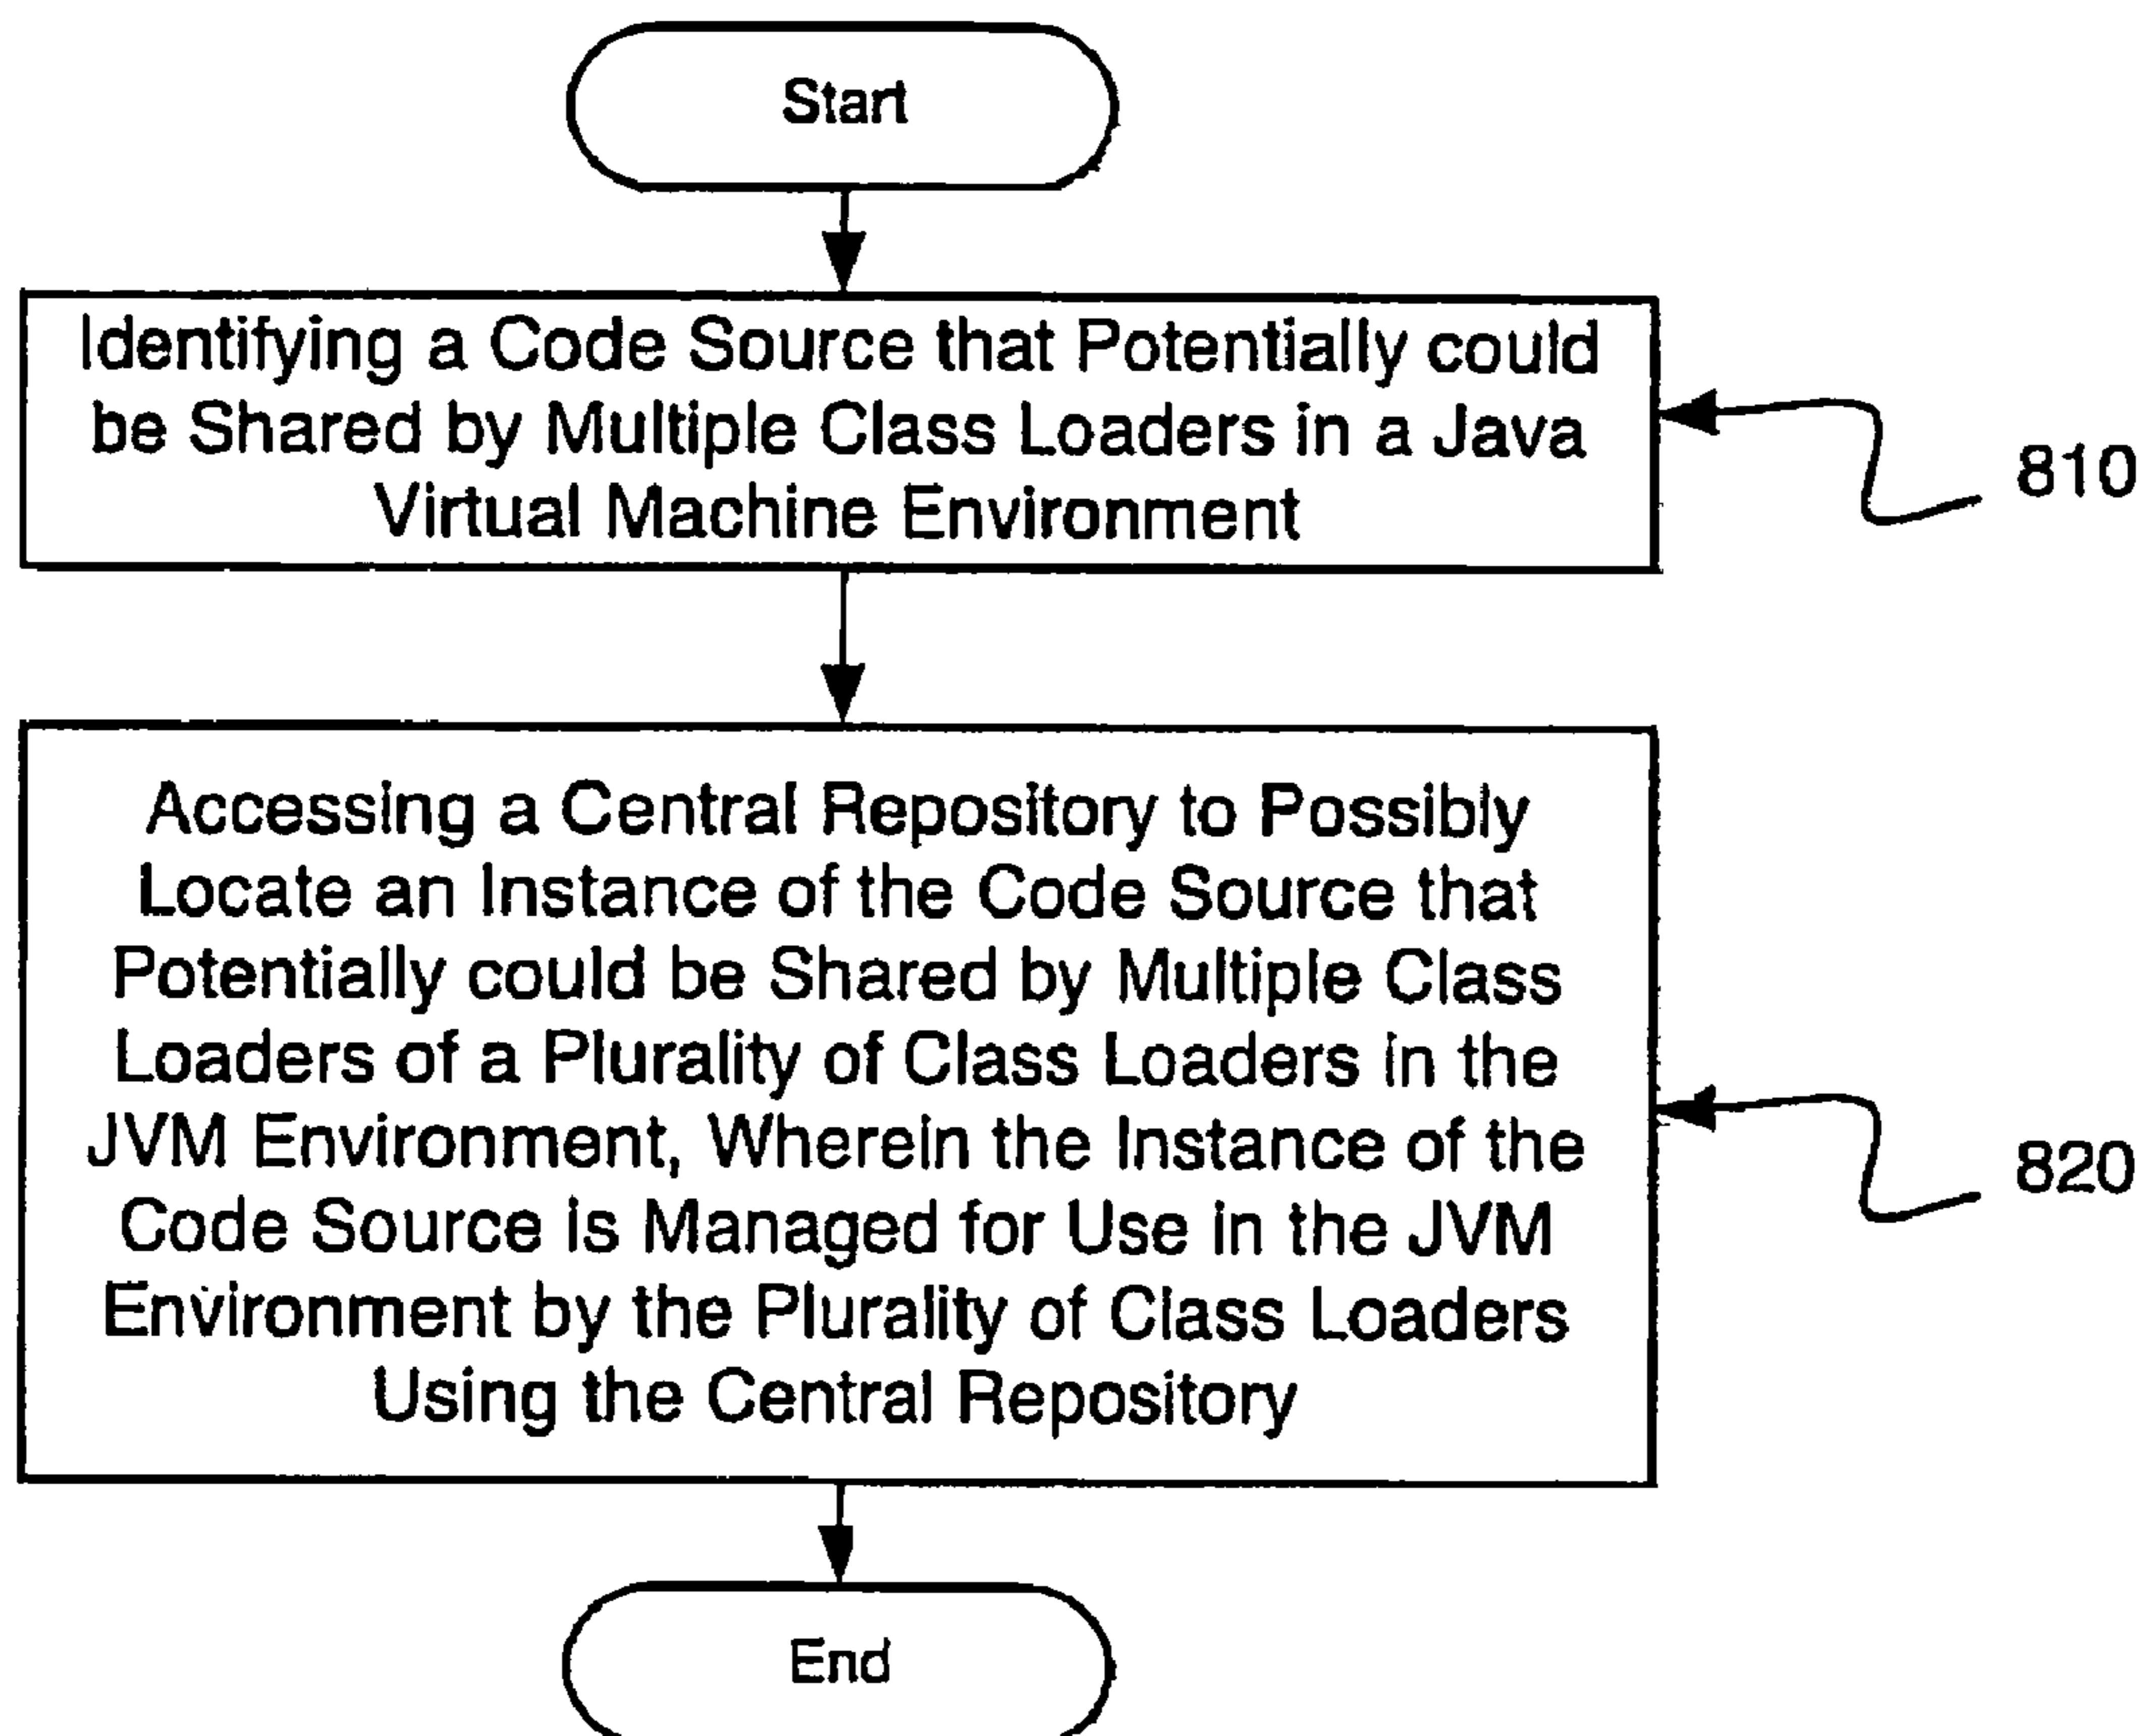 Start
Identifying a Code Source that Potentially could
be Shared by Multiple Class Loaders in a Java
Virtual Machine Environment
810
Accessing a Central Repository to Possibly
Locate an Instance of the Code Source that
Potentially could be Shared by Multiple Class
Loaders of a Plurality of Class Loaders in the
JVM Environment, Wherein the Instance of the
Code Source is Managed for Use in the JVM
Environment by the Plurality of Class Loaders
Using the Central Repository
820
End